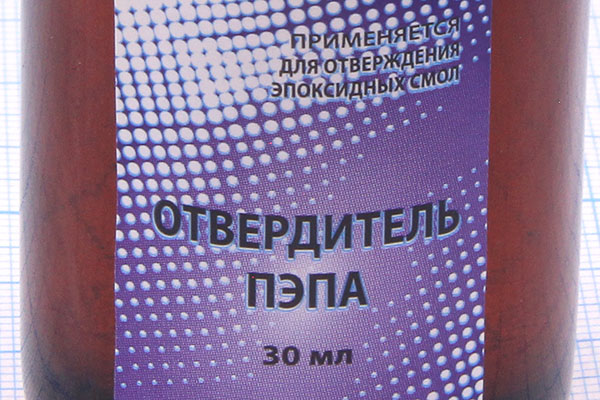 ПРИМЕНЯЕТСЯ
ДЛЯ ОТВЕРЖДЕНИЯ
ЭПОКСИДНЫХ СМОЛ
ОТВЕРДИТЕЛЬ
ПЭПА
30 мл